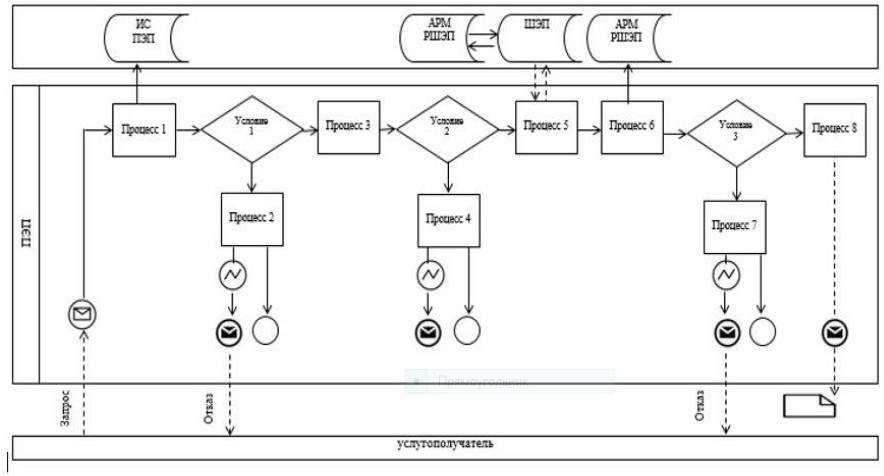 ИС
ПЭП
АРМ
РШЭП
ШЭП
АРМ
РШЭП
ПЭП
Процесс 1
Условие
1
Процесс 3
Условие
2
Процесс 5
Процесс 6
Условие
3
Процесс 8
Процесс 2
Процесс 4
Процесс 7
Прямоугольник
Запрос
Отказ
Отказ
услугополучатель